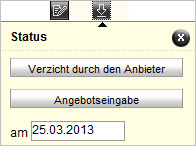 Status
Verzicht durch den Anbieter
Angebotseingabe
am 25.03.2013